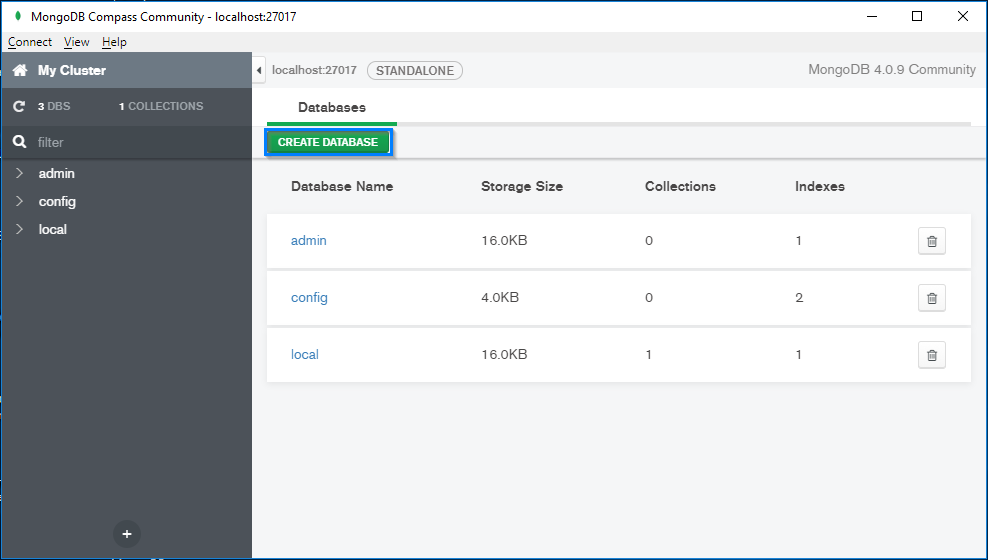 MongoDB Compass Community - localhost:27017
Connect View Help
My Cluster
localhost:27017 STANDALONE MongoDB 4.0.9 Community
3 DBS 1 COLLECTIONS
Databases
filter
CREATE DATABASE
admin
config
local
Database Name Storage Size Collections Indexes
admin 16.0KB 0 1
config 4.0KB 0 2
local 16.0KB 1 1